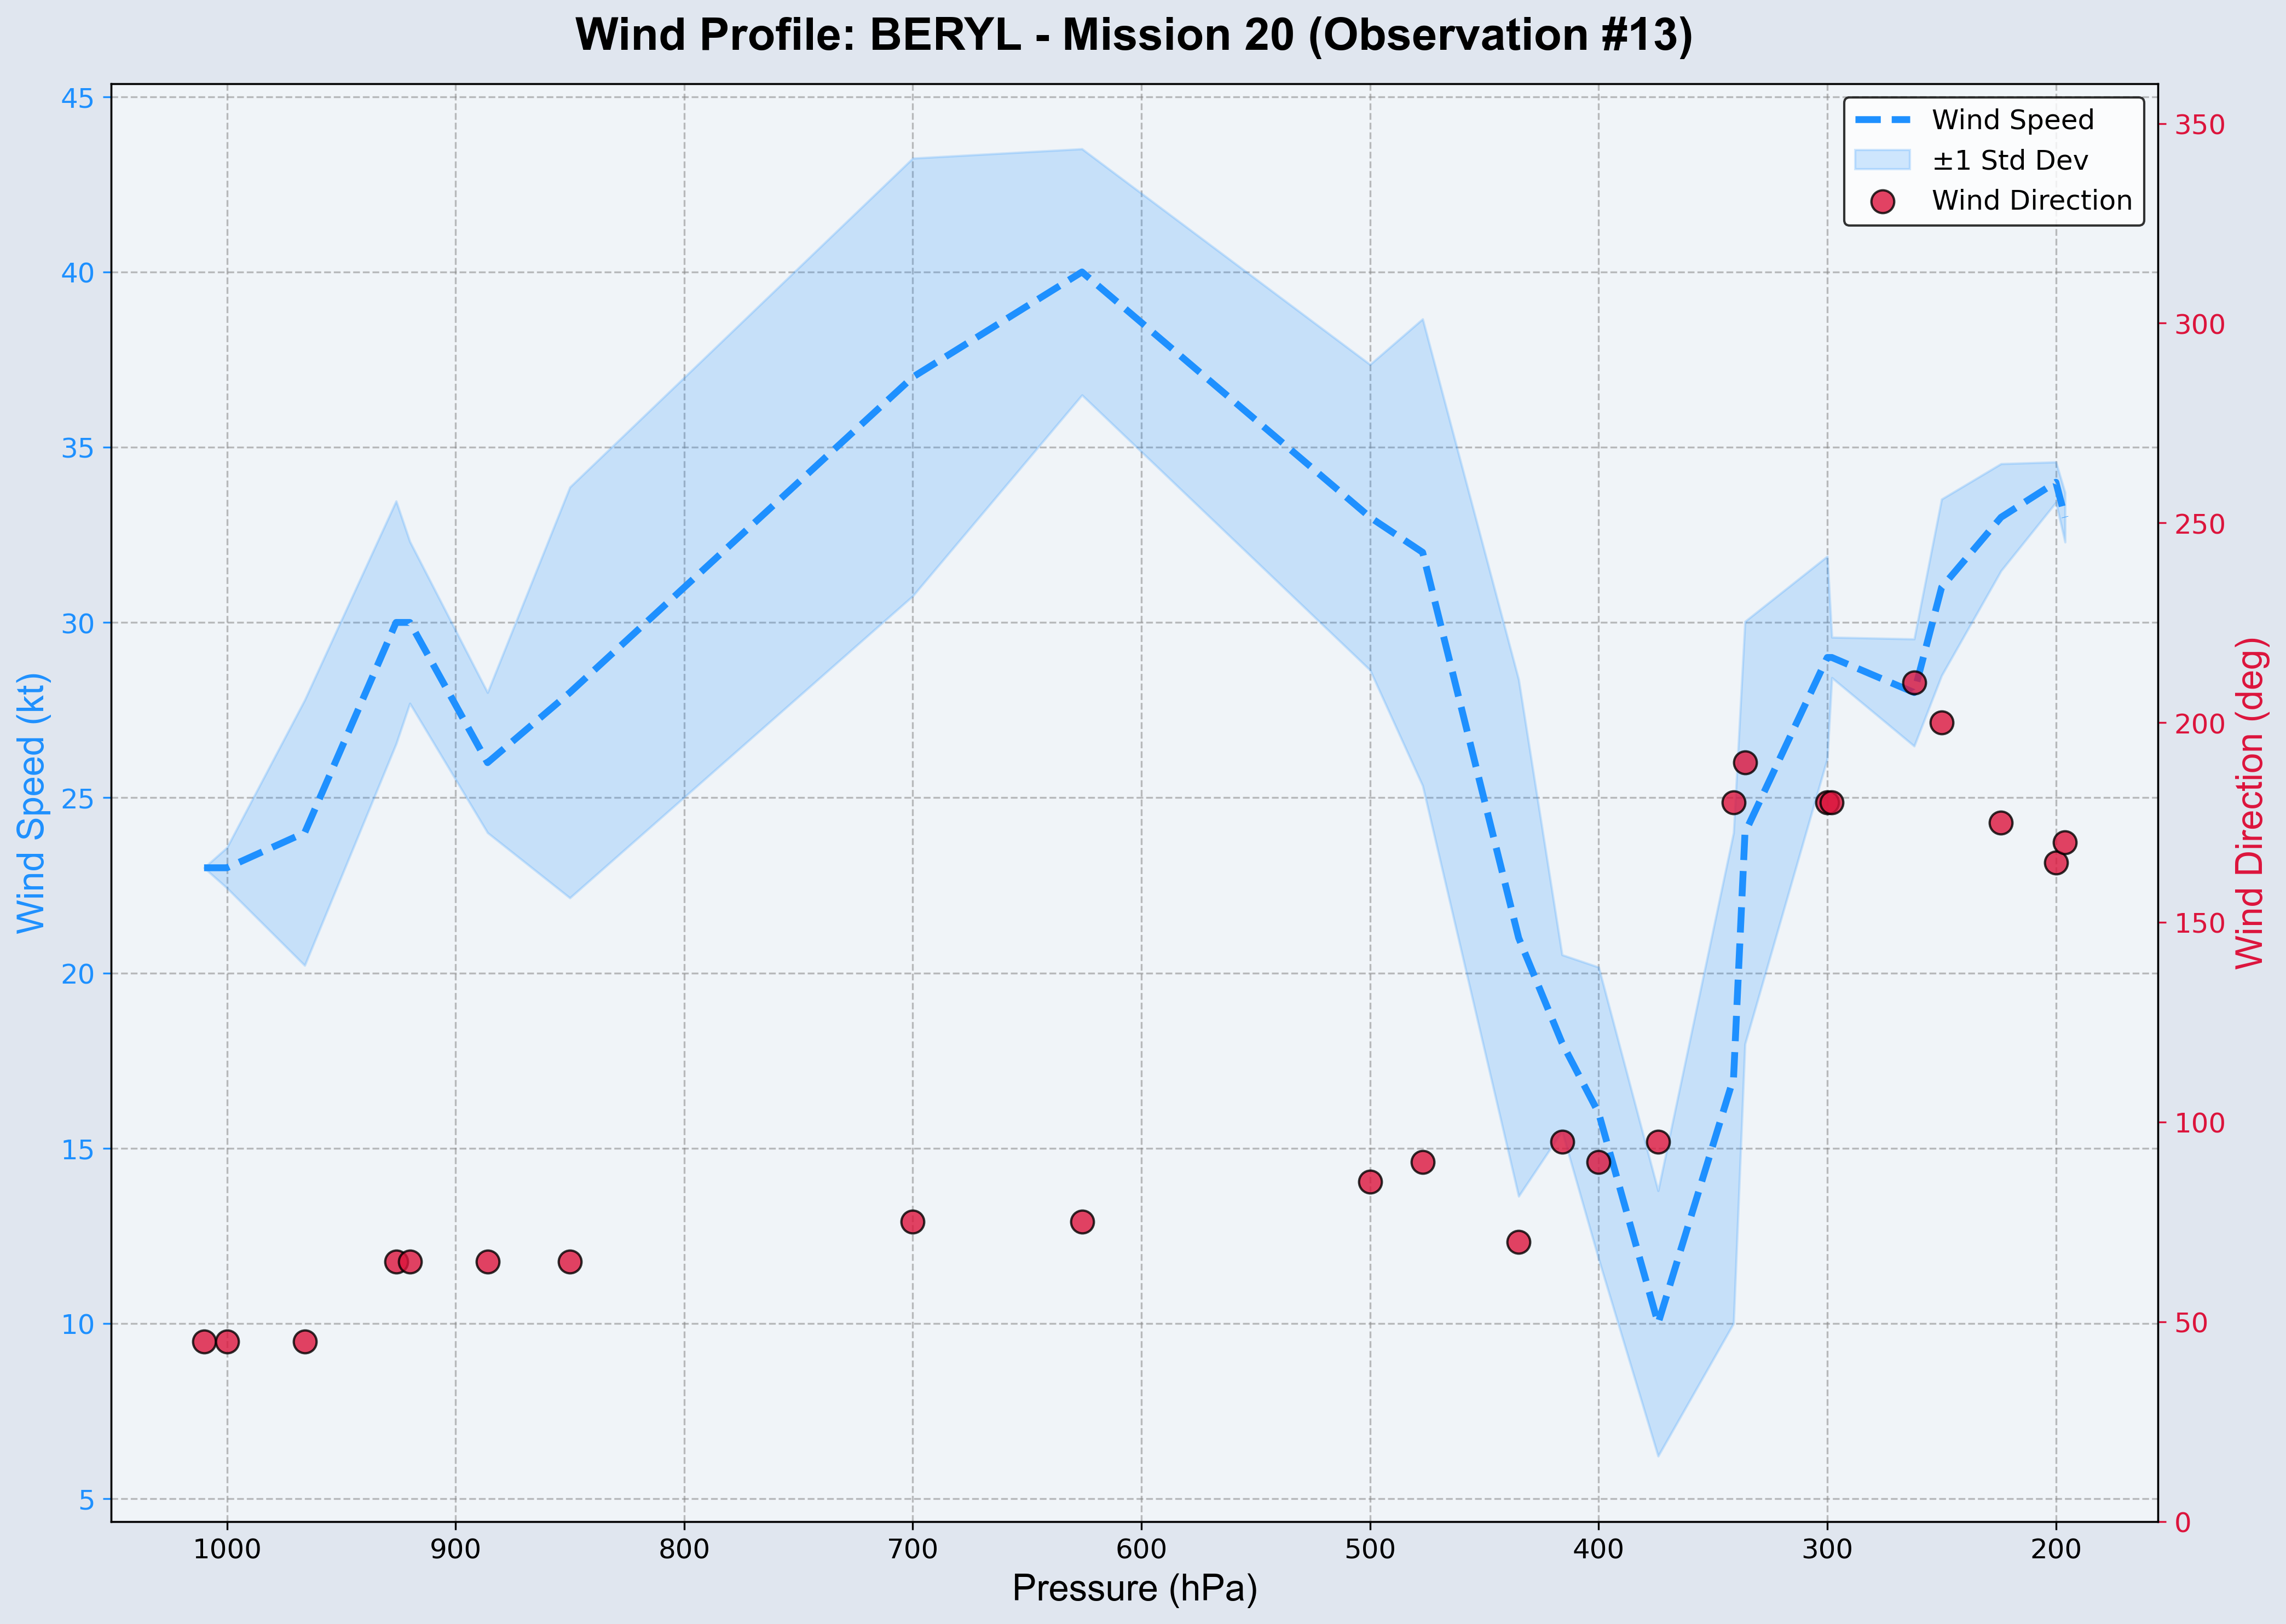 Wind Profile: BERYL - Mission 20 (Observation #13)
Wind Speed
±1 Std Dev
Wind Direction
Wind Speed (kt)
45
40
35
30
25
20
15
10
5
350
300
250
200
150
100
50
0
Wind Direction (deg)
1000 900 800 700 600 500 400 300 200
Pressure (hPa)